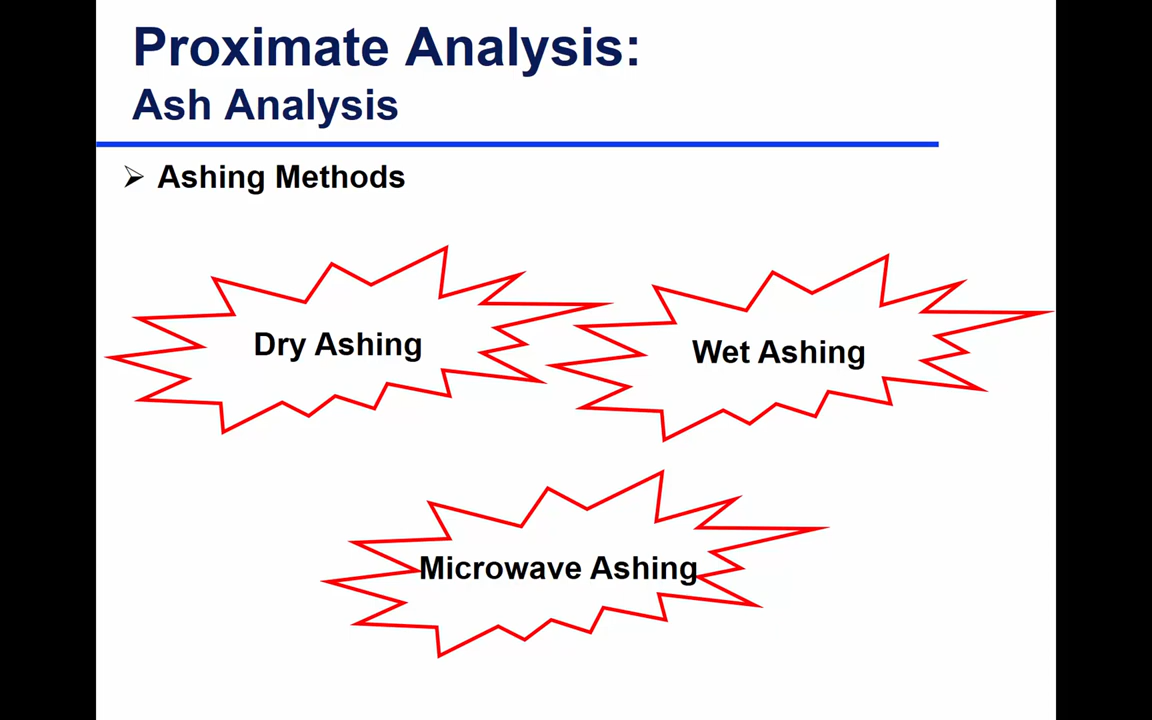 Proximate Analysis:
Ash Analysis
Ashing Methods
Dry Ashing
Wet Ashing
Microwave Ashing